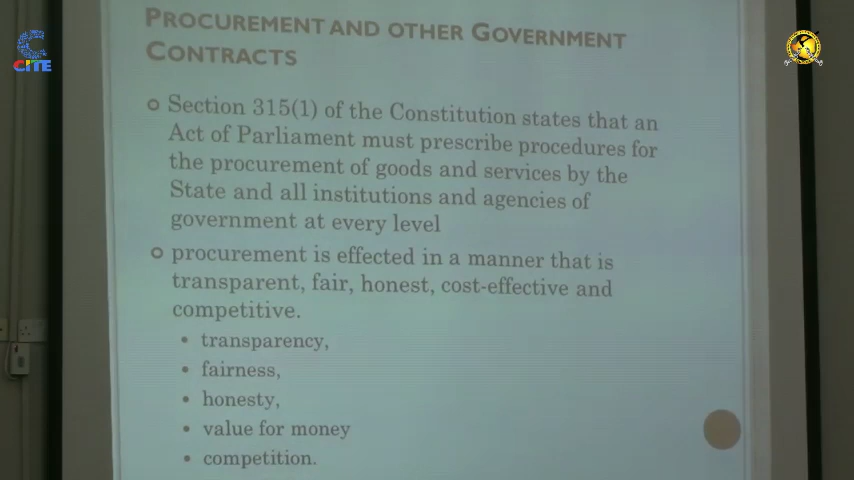 CITE
PROCUREMENT AND OTHER GOVERNMENT
CONTRACTS
Section 315(1) of the Constitution states that an
Act of Parliament must prescribe procedures for
the procurement of goods and services by the
State and all institutions and agencies of
government at every level
procurement is effected in a manner that is
transparent, fair, honest, cost-effective and
competitive.
• transparency,
• fairness,
• honesty,
• value for money
• competition.